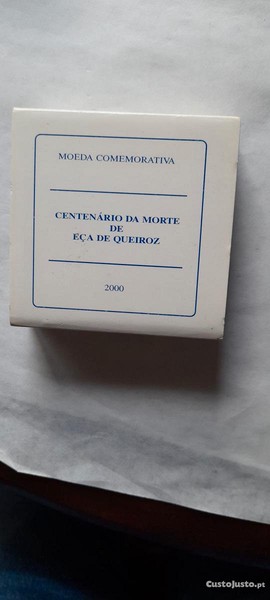 MOEDA COMEMORATIVA
CENTENÁRIO DA MORTE
DE
EÇA DE QUEIROZ
2000
CustoJusto.pt